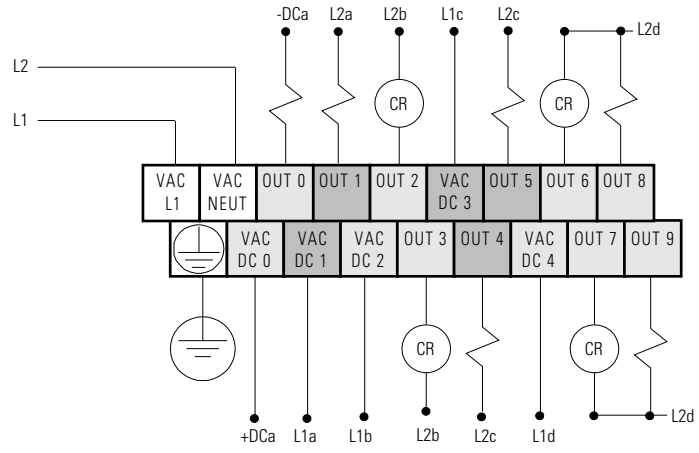 -DCa L2a L2b L1c L2c L2d
L2
CR CR
L1
VAC L1 VAC NEUT OUT 0 OUT 1 OUT 2 VAC DC 3 OUT 5 OUT 6 OUT 8
VAC DC 0 VAC DC 1 VAC DC 2 OUT 3 OUT 4 VAC DC 4 OUT 7 OUT 9
CR CR
L2d
+DCa L1a L1b L2b L2c L1d